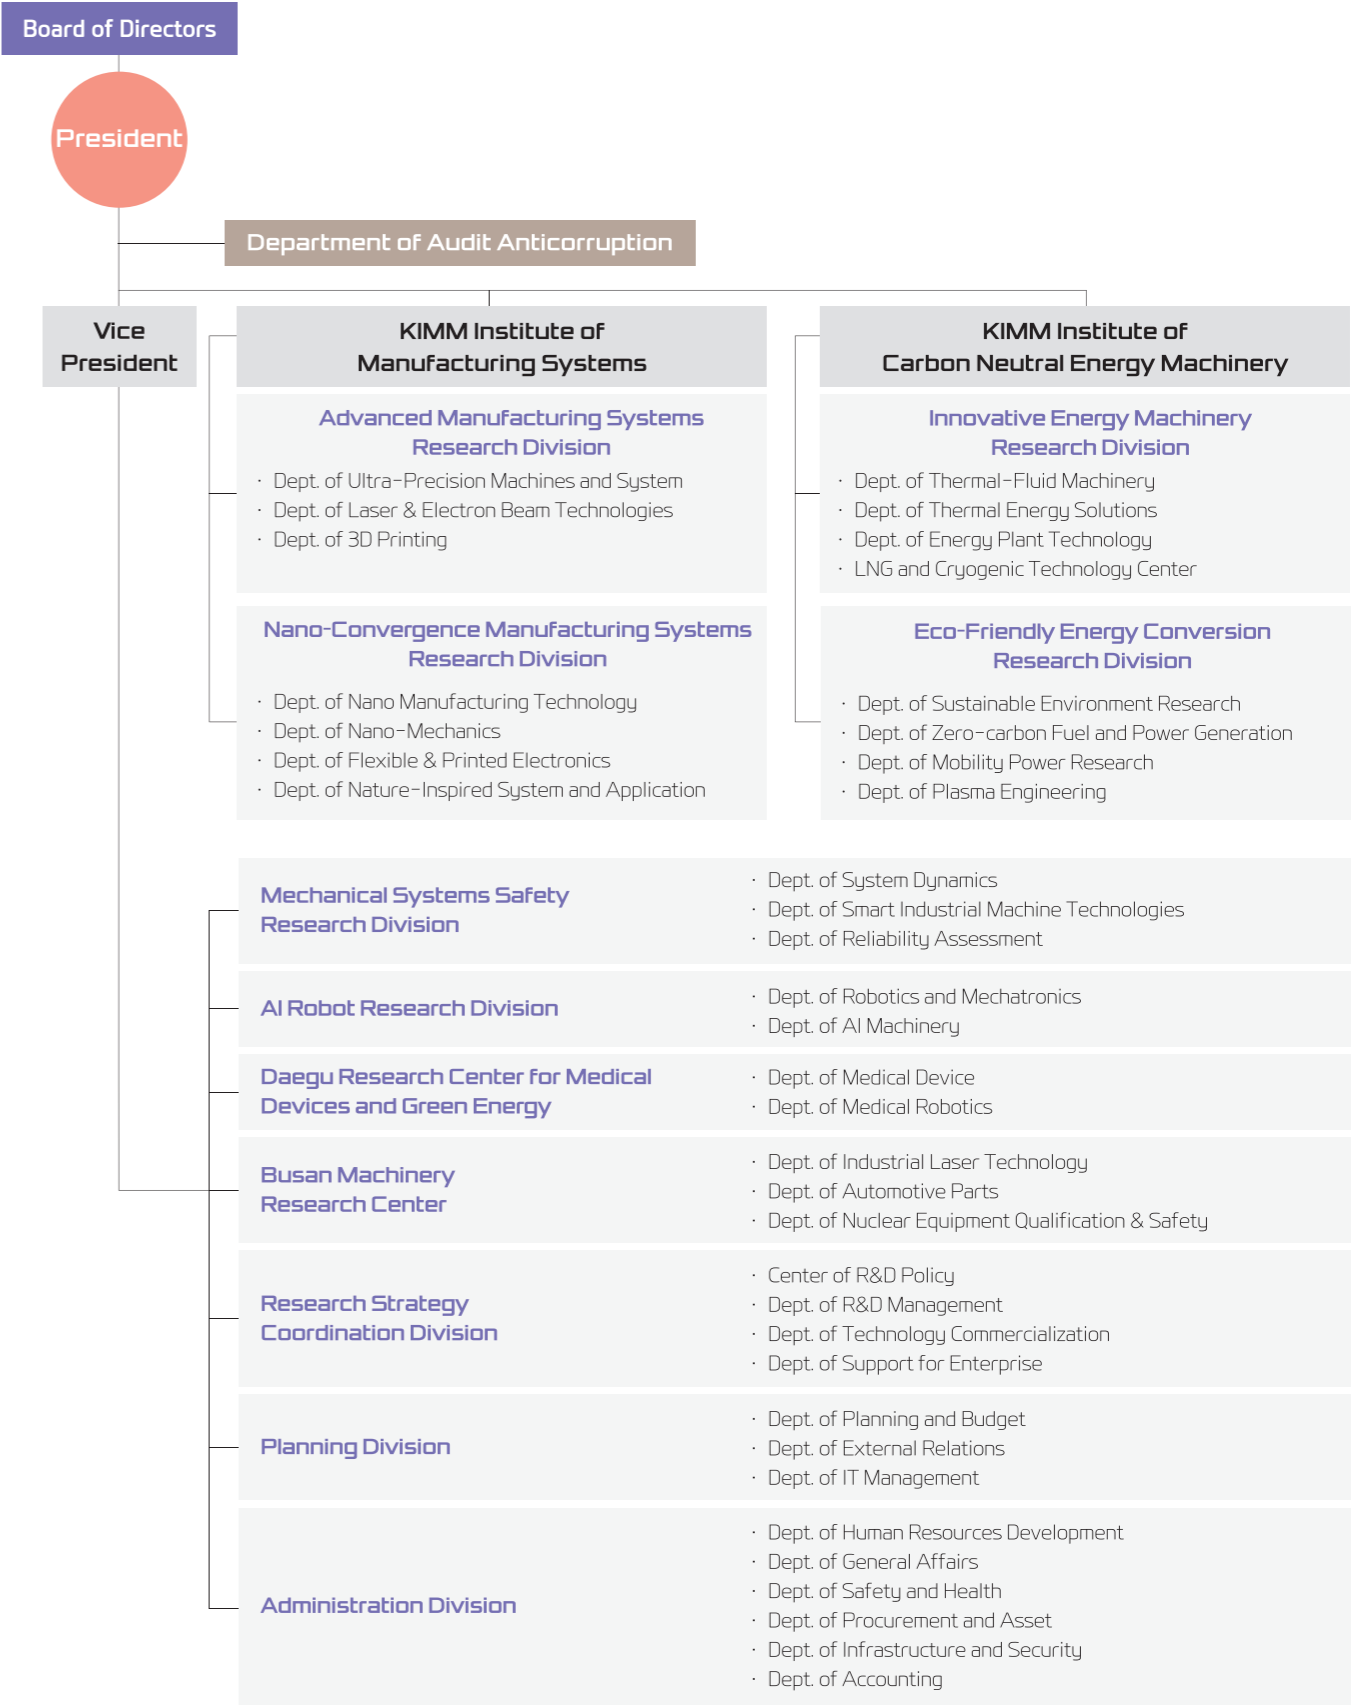 Board of Directors
President
Department of Audit Anticorruption
Vice
President
KIMM Institute of
Manufacturing Systems
Advanced Manufacturing Systems
Research Division
· Dept. of Ultra-Precision Machines and System
· Dept. of Laser & Electron Beam Technologies
· Dept. of 3D Printing
Nano-Convergence Manufacturing Systems
Research Division
· Dept. of Nano Manufacturing Technology
· Dept. of Nano-Mechanics
· Dept. of Flexible & Printed Electronics
· Dept. of Nature-Inspired System and Application
KIMM Institute of
Carbon Neutral Energy Machinery
Innovative Energy Machinery
Research Division
· Dept. of Thermal-Fluid Machinery
· Dept. of Thermal Energy Solutions
· Dept. of Energy Plant Technology
· LNG and Cryogenic Technology Center
Eco-Friendly Energy Conversion
Research Division
· Dept. of Sustainable Environment Research
· Dept. of Zero-carbon Fuel and Power Generation
· Dept. of Mobility Power Research
· Dept. of Plasma Engineering
Mechanical Systems Safety
Research Division
· Dept. of System Dynamics
· Dept. of Smart Industrial Machine Technologies
· Dept. of Reliability Assessment
AI Robot Research Division
· Dept. of Robotics and Mechatronics
· Dept. of AI Machinery
Daegu Research Center for Medical
Devices and Green Energy
· Dept. of Medical Device
· Dept. of Medical Robotics
Busan Machinery
Research Center
· Dept. of Industrial Laser Technology
· Dept. of Automotive Parts
· Dept. of Nuclear Equipment Qualification & Safety
Research Strategy
Coordination Division
· Center of R&D Policy
· Dept. of R&D Management
· Dept. of Technology Commercialization
· Dept. of Support for Enterprise
Planning Division
· Dept. of Planning and Budget
· Dept. of External Relations
· Dept. of IT Management
Administration Division
· Dept. of Human Resources Development
· Dept. of General Affairs
· Dept. of Safety and Health
· Dept. of Procurement and Asset
· Dept. of Infrastructure and Security
· Dept. of Accounting